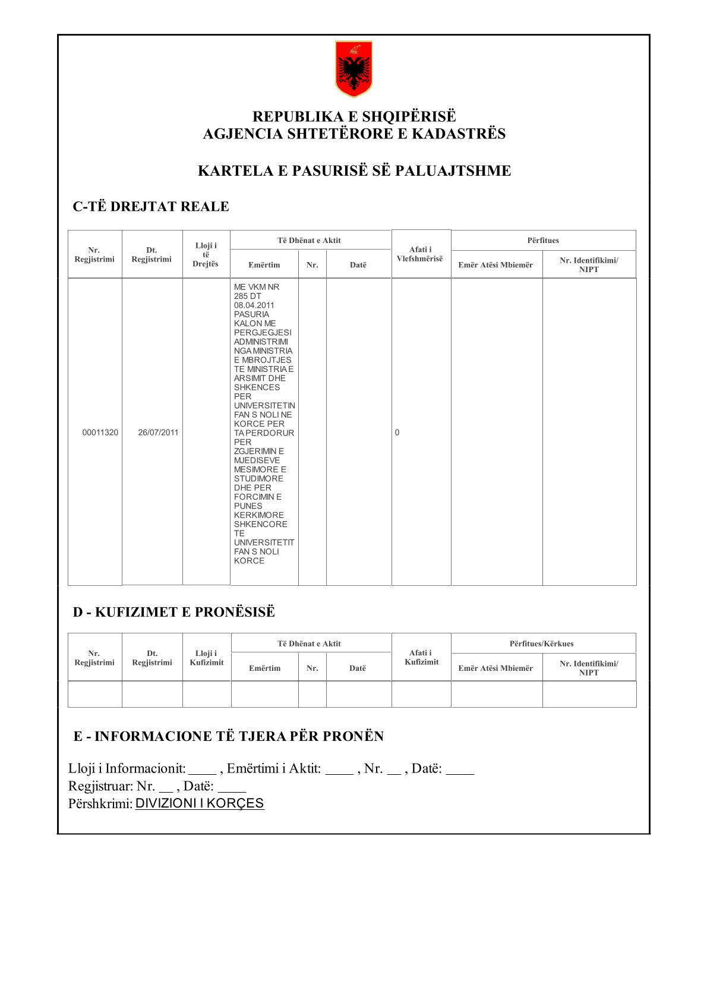 REPUBLIKA E SHQIPËRISË
AGJENCIA SHTETËRORE E KADASTRËS
KARTELA E PASURISË SË PALUAJTSHME
C-TË DREJTAT REALE
Nr. Regjistrimi
Dt. Regjistrimi
Lloji i të Drejtës
Të Dhënat e Aktit
Emërtim
Nr.
Datë
Afati i Vlefshmërisë
Përfitues
Emër Atësi Mbiemër
Nr. Identifikimi/ NIPT
00011320
26/07/2011
ME VKM NR
285 DT
08.04.2011
PASURIA
KALON ME
PERGJEGJESI
ADMINISTRIMI
NGA MINISTRIA
E MBROJTJES
TE MINISTRIA E
ARSIMIT DHE
SHKENCES
PER
UNIVERSITETIN
FAN S NOLI NE
KORCE PER
TA PERDORUR
PER
ZGJERIMIN E
MJEDISEVE
MESIMORE E
STUDIMORE
DHE PER
FORCIMIN E
PUNES
KERKIMORE
SHKENCORE
TE
UNIVERSITETIT
FAN S NOLI
KORCE
0
D - KUFIZIMET E PRONËSISË
Nr. Regjistrimi
Dt. Regjistrimi
Lloji i Kufizimit
Të Dhënat e Aktit
Emërtim
Nr.
Datë
Afati i Kufizimit
Përfitues/Kërkues
Emër Atësi Mbiemër
Nr. Identifikimi/ NIPT
E - INFORMACIONE TË TJERA PËR PRONËN
Lloji i Informacionit: ____ , Emërtimi i Aktit: ____ , Nr. __ , Datë: ____
Regjistruar: Nr. __ , Datë: ____
Përshkrimi: DIVIZIONI I KORÇES